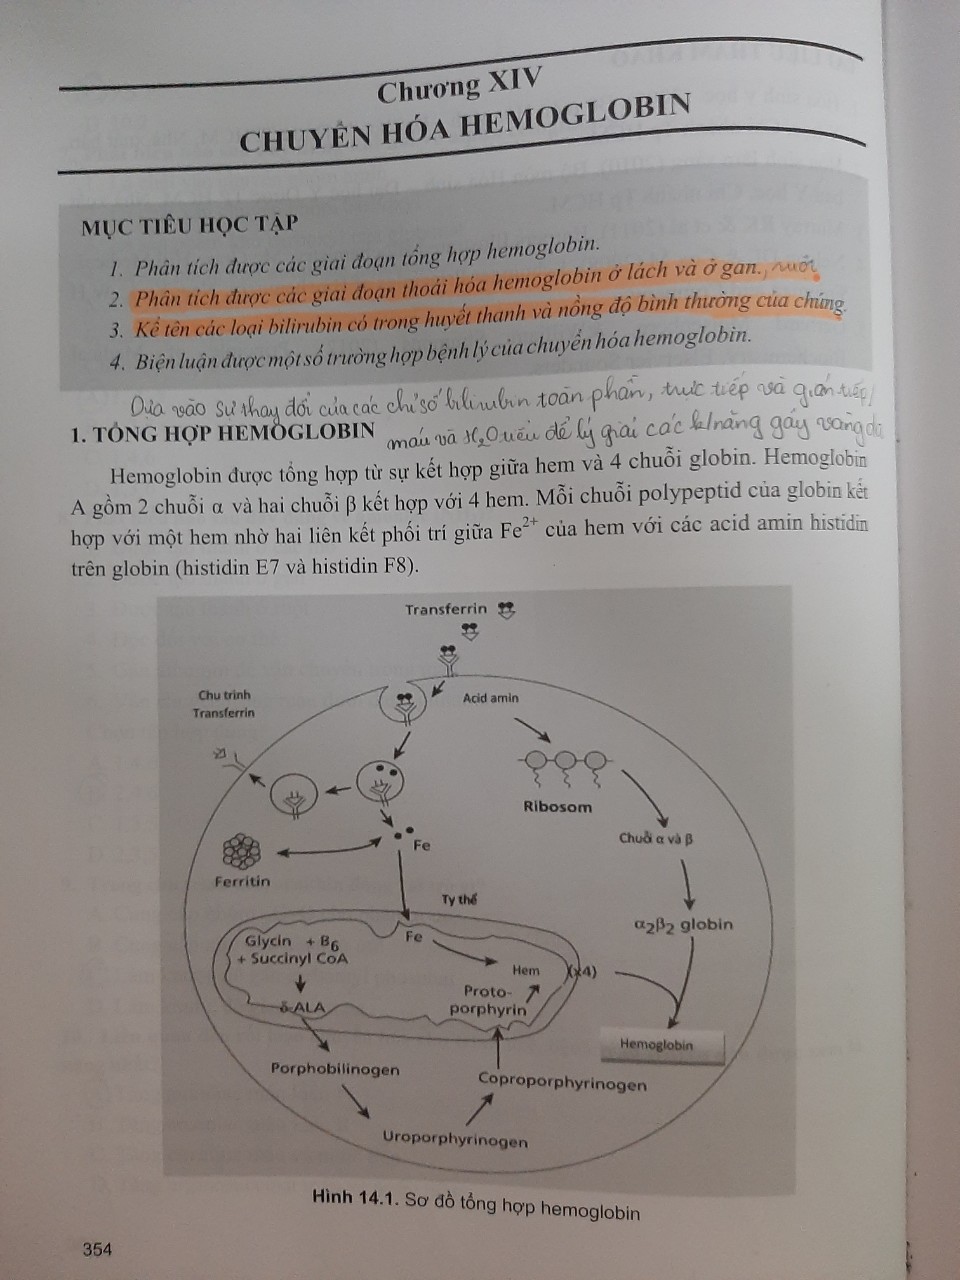 Chương XIV
CHUYỂN HÓA HEMOGLOBIN
MỤC TIÊU HỌC TẬP
1. Phân tích được các giai đoạn tổng hợp hemoglobin.
2. Phân tích được các giai đoạn thoái hóa hemoglobin ở lách và ở gan.
3. Kể tên các loại bilirubin có trong huyết thanh và nồng độ bình thường của chúng.
4. Biện luận được một số trường hợp bệnh lý của chuyển hóa hemoglobin.
Dựa vào sự thay đổi của các chỉ số bilirubin toàn phần, trực tiếp và gián tiếp/
1. TỔNG HỢP HEMOGLOBIN
máu và H2O tiểu để lý giải các k/năng gây vàng da
Hemoglobin được tổng hợp từ sự kết hợp giữa hem và 4 chuỗi globin. Hemoglobin
A gồm 2 chuỗi α và hai chuỗi β kết hợp với 4 hem. Mỗi chuỗi polypeptid của globin kết
hợp với một hem nhờ hai liên kết phối trí giữa Fe²⁺ của hem với các acid amin histidin
trên globin (histidin E7 và histidin F8).
Transferrin
Chu trình
Transferrin
Acid amin
Ribosom
Chuỗi α và β
Fe
Ferritin
Ty thể
α₂β₂ globin
Glycin + B₆
+ Succinyl CoA
Fe
Hem (x4)
δ-ALA
Proto-
porphyrin
Hemoglobin
Porphobilinogen
Coproporphyrinogen
Uroporphyrinogen
Hình 14.1. Sơ đồ tổng hợp hemoglobin
354